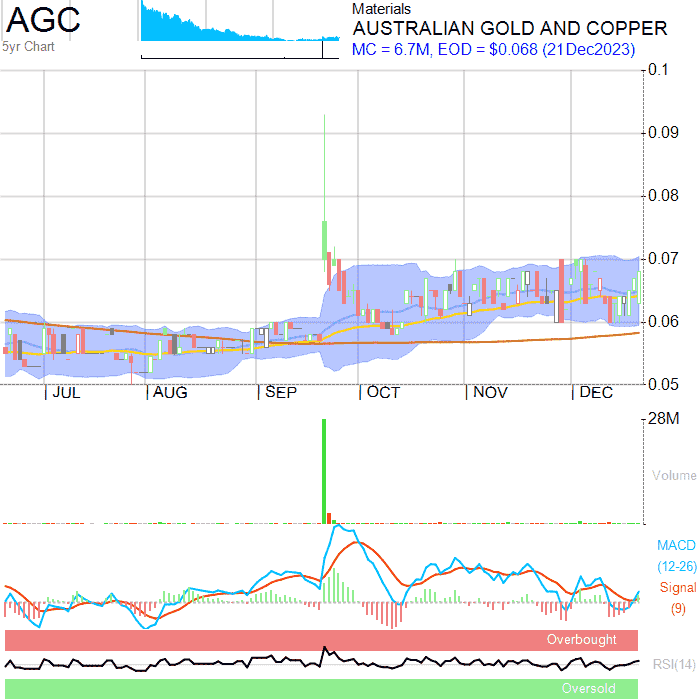 AGC
5yr Chart
Materials
AUSTRALIAN GOLD AND COPPER
MC = 6.7M, EOD = $0.068 (21Dec2023)
0.1
0.09
0.08
0.07
0.06
0.05
JUL AUG SEP OCT NOV DEC
28M
Volume
MACD
(12-26)
Signal
(9)
Overbought
RSI(14)
Oversold